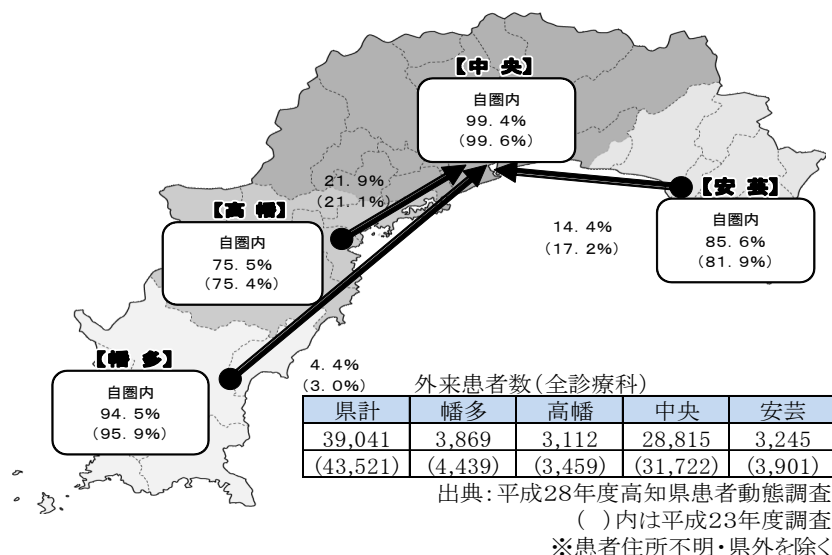 【中 央】
自圏内
99. 4%
(99. 6%)
21. 9%
(21. 1%)
【高 幡】
自圏内
75. 5%
(75. 4%)
【安 芸】
自圏内
85. 6%
(81. 9%)
14. 4%
(17. 2%)
【幡 多】
自圏内
94. 5%
(95. 9%)
4. 4%
(3. 0%)
外来患者数(全診療科)
県計 幡多 高幡 中央 安芸
39,041 3,869 3,112 28,815 3,245
(43,521) (4,439) (3,459) (31,722) (3,901)
出典:平成28年度高知県患者動態調査
( )内は平成23年度調査
※患者住所不明・県外を除く